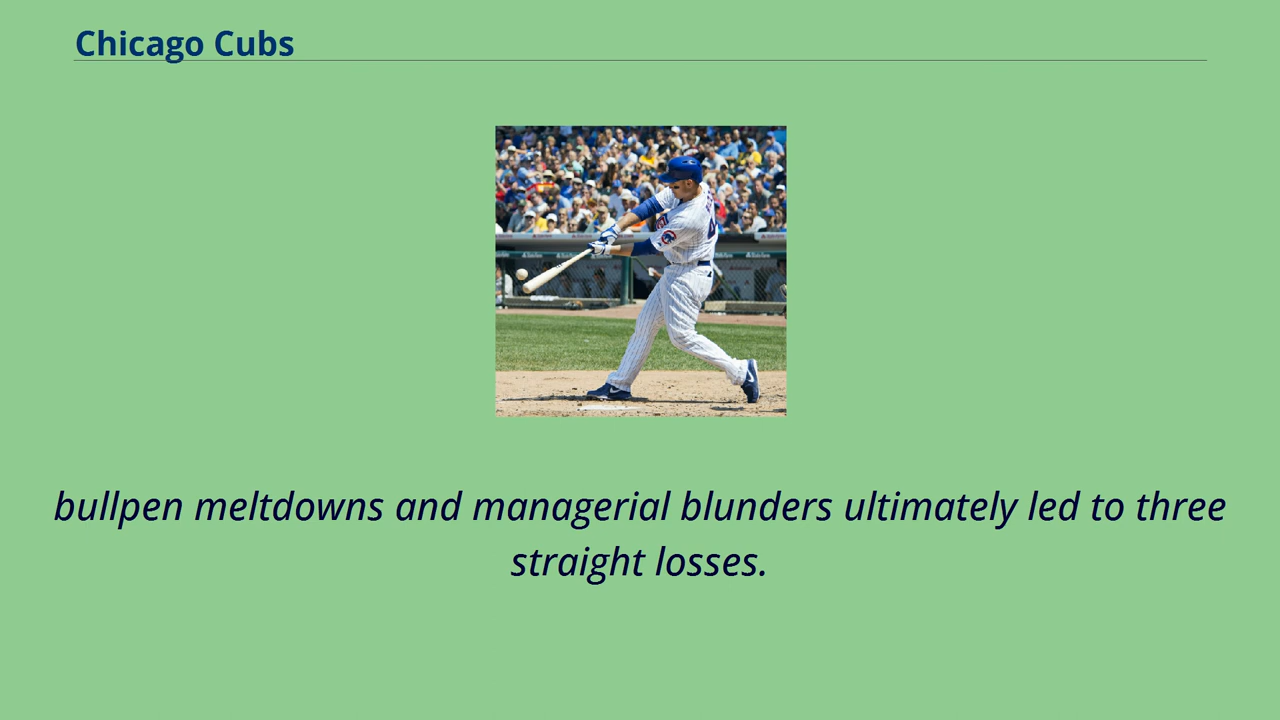 Chicago Cubs
bullpen meltdowns and managerial blunders ultimately led to three
straight losses.